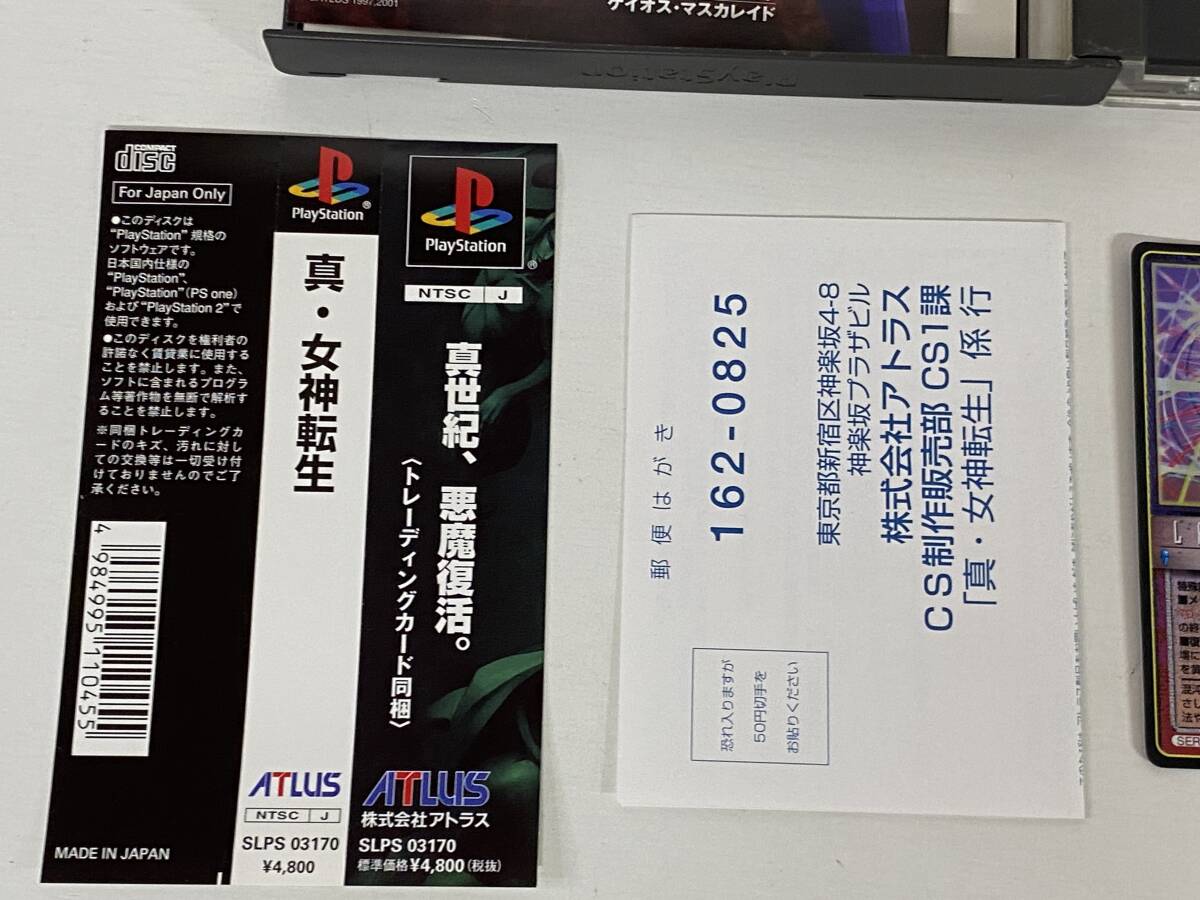 ©ATLUS 1997,2001
ケイオス・マスカレイド
PlayStation
COMPACT
disc
For Japan Only
●このディスクは
“PlayStation” 規格の
ソフトウェアです。
日本国内仕様の
“PlayStation”、
“PlayStation”(PS one)
および“PlayStation 2”で
使用できます。
●このディスクを権利者の
許諾なく賃貸業に使用する
ことを禁止します。また、
ソフトに含まれるプログラ
ム等著作物を無断で解析す
ることを禁止します。
※同梱トレーディングカ
ードのキズ、汚れに対し
ての交換等は一切受け付
けておりませんのでご了
承ください。
4984995110455
MADE IN JAPAN
PlayStation®
真・女神転生
ATLUS
NTSC J
SLPS 03170
¥4,800
PlayStation
®
NTSC J
真世紀、悪魔復活。
〈トレーディングカード同梱〉
ATLUS
株式会社アトラス
SLPS 03170
標準価格¥4,800(税抜)
郵便はがき
162-0825
東京都新宿区神楽坂4-8
神楽坂プラザビル
株式会社アトラス
CS制作販売部 CS1課
「真・女神転生」係 行
恐れ入りますが
50円切手を
お貼りください
SER